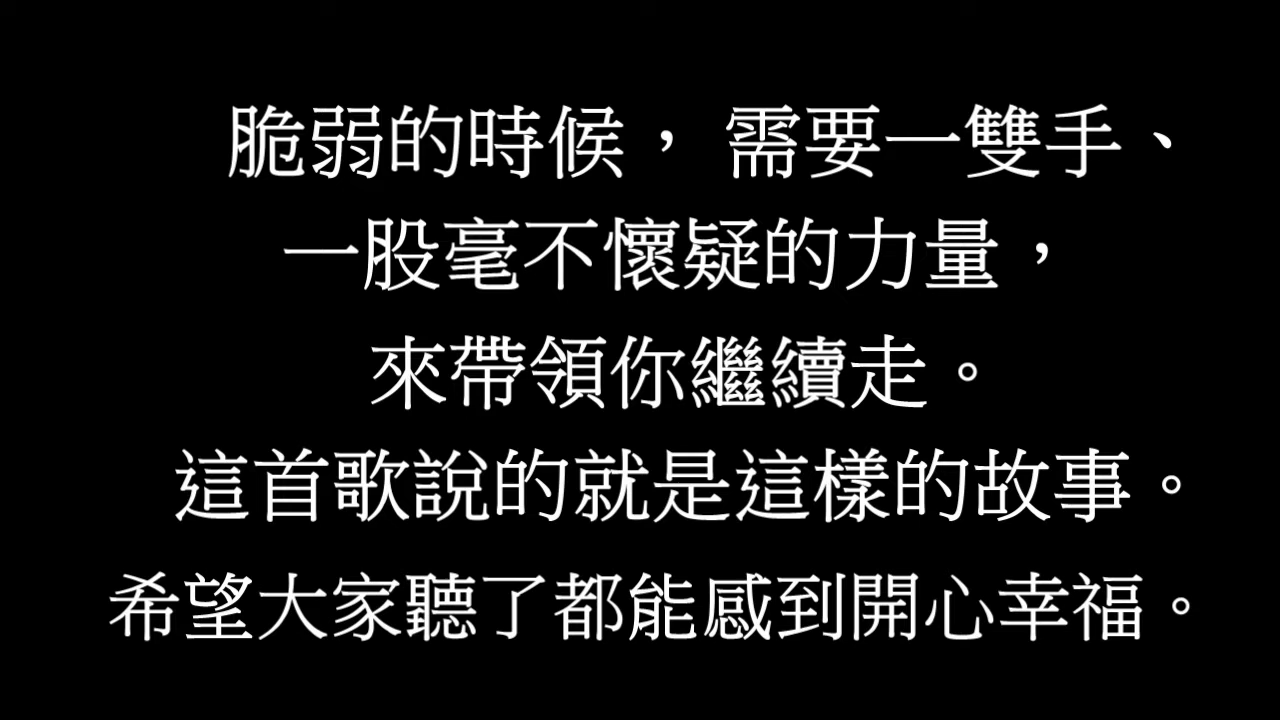 脆弱的時候， 需要一雙手、
一股毫不懷疑的力量，
來帶領你繼續走。
這首歌說的就是這樣的故事。
希望大家聽了都能感到開心幸福。